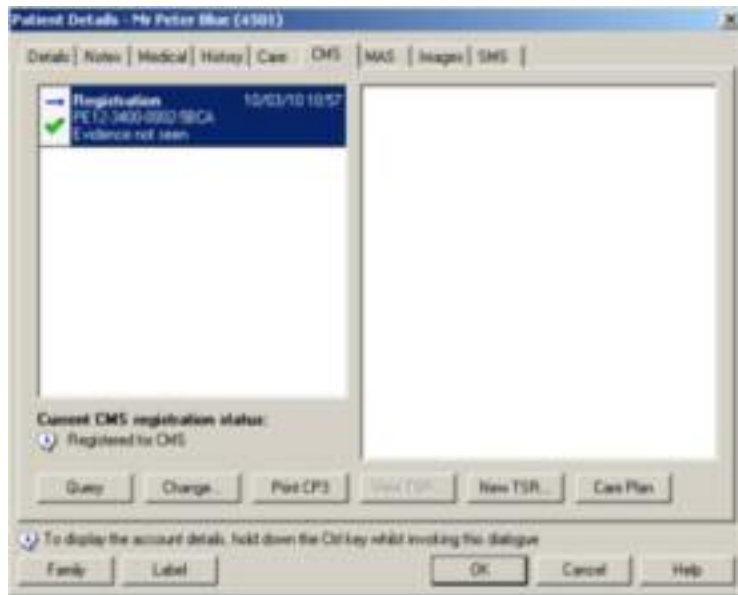 Patient Details - Mr Peter Blue (4501)
Details Notes Medical History Care CMS MAS Images SMS
Registration 10/03/10 10:57
Evidence not seen
Current CMS registration status:
Registered for CMS
Query Change... Print CP3 View TSR... New TSR... Care Plan
To display the account details, hold down the Ctrl key whilst invoking this dialogue
Family Label OK Cancel Help